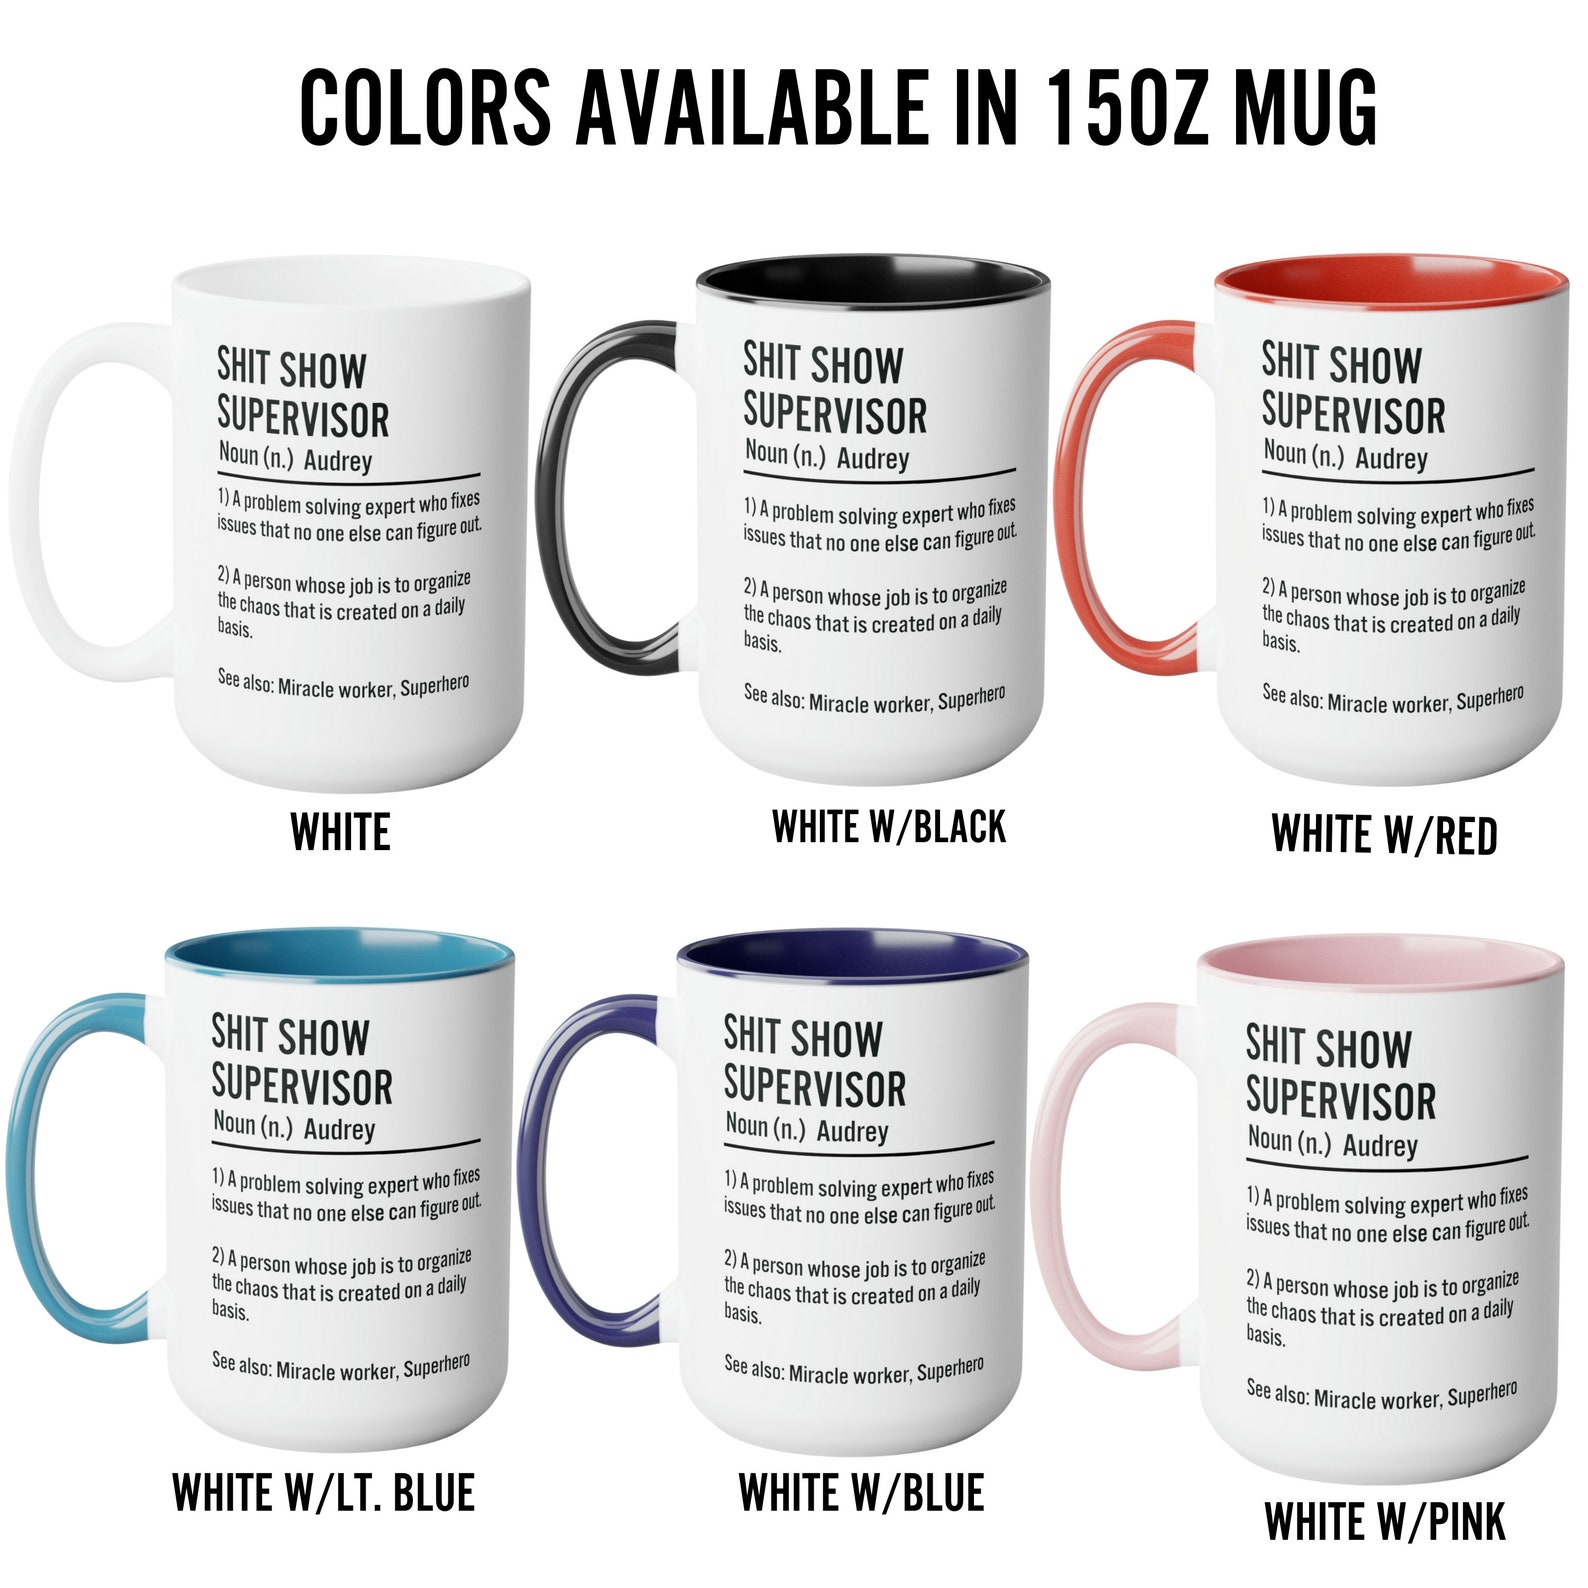 COLORS AVAILABLE IN 15OZ MUG
SHIT SHOW
SUPERVISOR
Noun (n.) Audrey
1) A problem solving expert who fixes
issues that no one else can figure out.
2) A person whose job is to organize
the chaos that is created on a daily
basis.
See also: Miracle worker, Superhero
WHITE
SHIT SHOW
SUPERVISOR
Noun (n.) Audrey
1) A problem solving expert who fixes
issues that no one else can figure out.
2) A person whose job is to organize
the chaos that is created on a daily
basis.
See also: Miracle worker, Superhero
WHITE W/BLACK
SHIT SHOW
SUPERVISOR
Noun (n.) Audrey
1) A problem solving expert who fixes
issues that no one else can figure out.
2) A person whose job is to organize
the chaos that is created on a daily
basis.
See also: Miracle worker, Superhero
WHITE W/RED
SHIT SHOW
SUPERVISOR
Noun (n.) Audrey
1) A problem solving expert who fixes
issues that no one else can figure out.
2) A person whose job is to organize
the chaos that is created on a daily
basis.
See also: Miracle worker, Superhero
WHITE W/LT. BLUE
SHIT SHOW
SUPERVISOR
Noun (n.) Audrey
1) A problem solving expert who fixes
issues that no one else can figure out.
2) A person whose job is to organize
the chaos that is created on a daily
basis.
See also: Miracle worker, Superhero
WHITE W/BLUE
SHIT SHOW
SUPERVISOR
Noun (n.) Audrey
1) A problem solving expert who fixes
issues that no one else can figure out.
2) A person whose job is to organize
the chaos that is created on a daily
basis.
See also: Miracle worker, Superhero
WHITE W/PINK